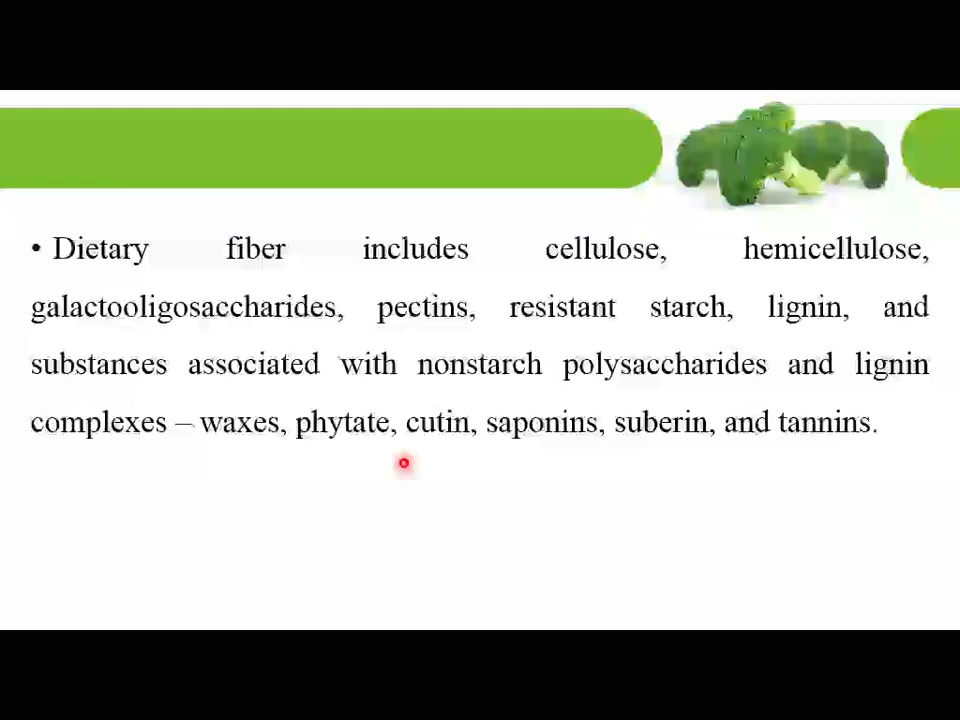 • Dietary fiber includes cellulose, hemicellulose,
galactooligosaccharides, pectins, resistant starch, lignin, and
substances associated with nonstarch polysaccharides and lignin
complexes – waxes, phytate, cutin, saponins, suberin, and tannins.